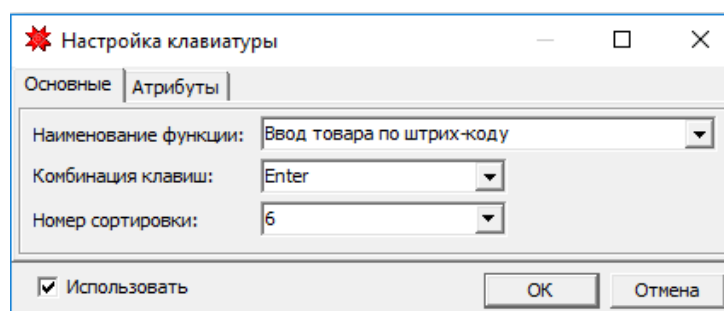 Настройка клавиатуры
Основные Атрибуты
Наименование функции: Ввод товара по штрих-коду
Комбинация клавиш: Enter
Номер сортировки: 6
Использовать ОК Отмена